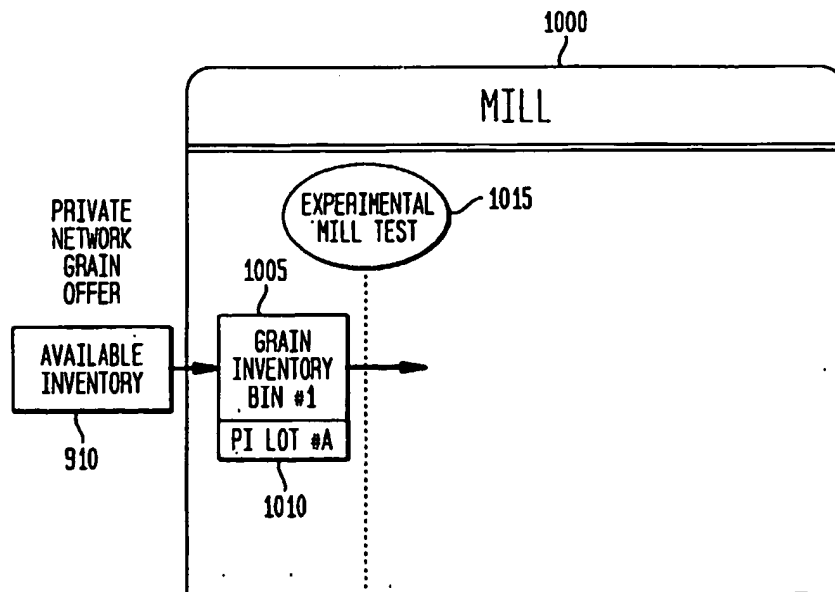 1000
MILL
EXPERIMENTAL
MILL TEST
1015
PRIVATE
NETWORK
GRAIN
OFFER
1005
AVAILABLE
INVENTORY
GRAIN
INVENTORY
BIN #1
PI LOT #A
910
1010